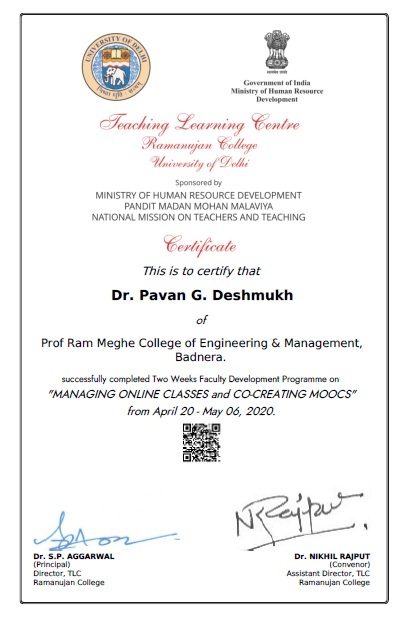 UNIVERSITY OF DELHI
Government of India
Ministry of Human Resource
Development
Teaching Learning Centre
Ramanujan College
University of Delhi
Sponsored by
MINISTRY OF HUMAN RESOURCE DEVELOPMENT
PANDIT MADAN MOHAN MALAVIYA
NATIONAL MISSION ON TEACHERS AND TEACHING
Certificate
This is to certify that
Dr. Pavan G. Deshmukh
of
Prof Ram Meghe College of Engineering & Management,
Badnera.
successfully completed Two Weeks Faculty Development Programme on
"MANAGING ONLINE CLASSES and CO-CREATING MOOCS"
from April 20 - May 06, 2020.
NRajput
Dr. S.P. AGGARWAL
(Principal)
Director, TLC
Ramanujan College
Dr. NIKHIL RAJPUT
(Convenor)
Assistant Director, TLC
Ramanujan College